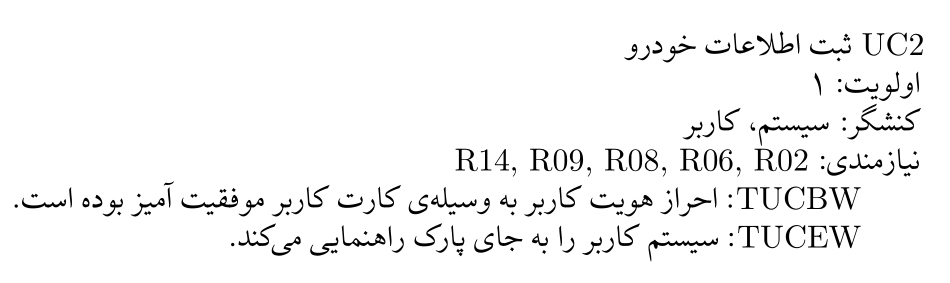 UC2 ثبت اطلاعات خودرو
اولویت: ۱
کنشگر: سیستم، کاربر
نیازمندی: R14, R09, R08, R06, R02
TUCBW: احراز هویت کاربر به وسیله‌ی کارت کاربر موفقیت آمیز بوده است.
TUCEW: سیستم کاربر را به جای پارک راهنمایی می‌کند.